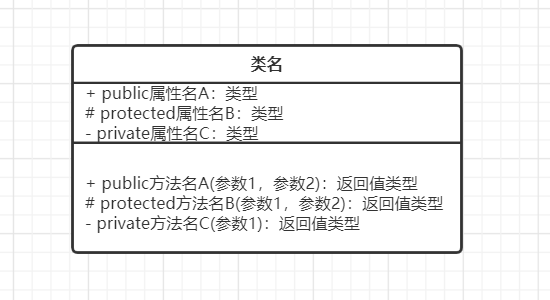 类名
+ public属性名A：类型
# protected属性名B：类型
- private属性名C：类型
+ public方法名A(参数1，参数2)：返回值类型
# protected方法名B(参数1，参数2)：返回值类型
- private方法名C(参数1)：返回值类型